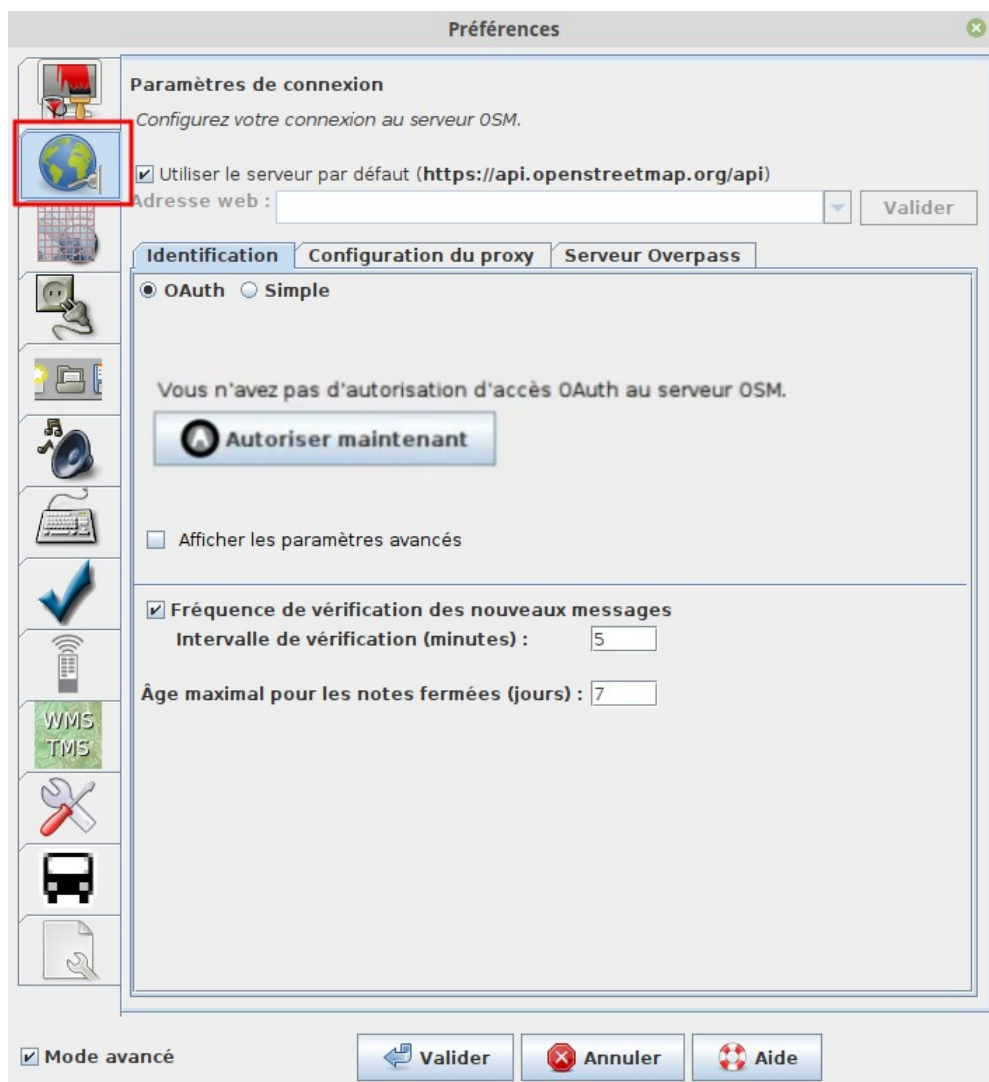 Préférences
Paramètres de connexion
Configurez votre connexion au serveur OSM.
Utiliser le serveur par défaut (https://api.openstreetmap.org/api)
Adresse web :
Valider
Identification Configuration du proxy Serveur Overpass
OAuth Simple
Vous n'avez pas d'autorisation d'accès OAuth au serveur OSM.
Autoriser maintenant
Afficher les paramètres avancés
Fréquence de vérification des nouveaux messages
Intervalle de vérification (minutes) : 5
Âge maximal pour les notes fermées (jours) : 7
WMS
TMS
Mode avancé Valider Annuler Aide